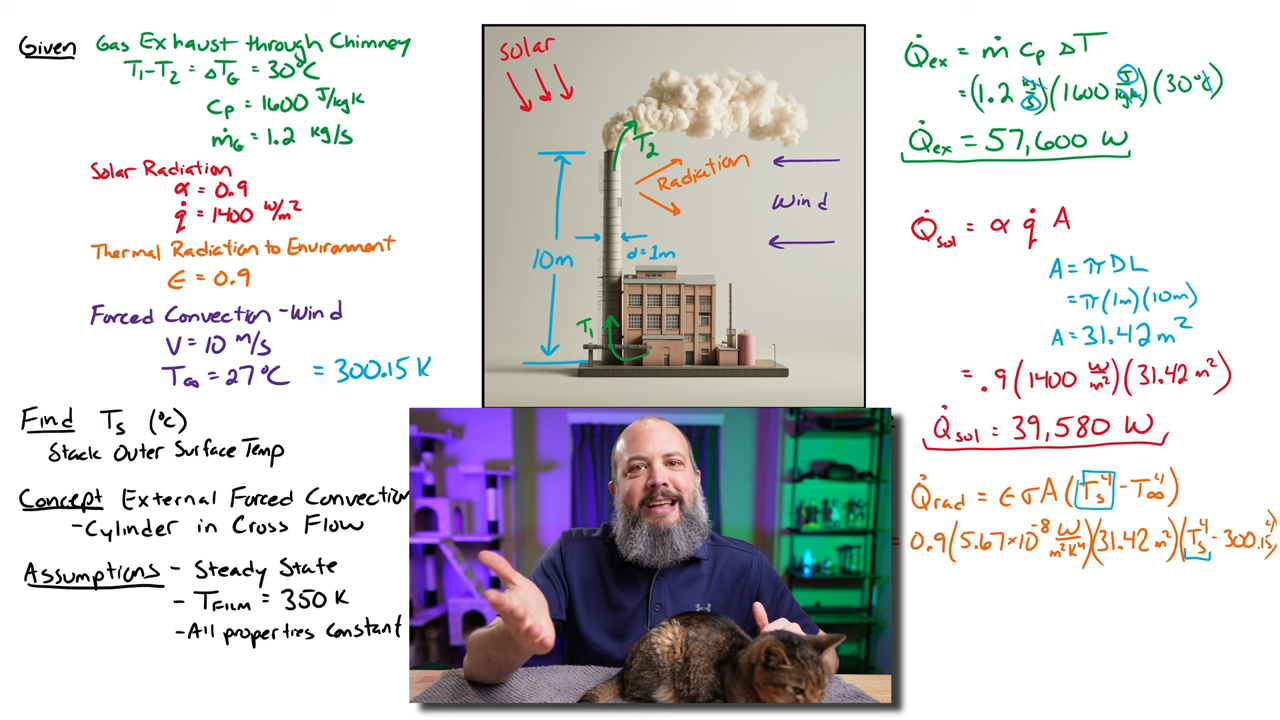 Given Gas Exhaust through Chimney
T₁-T₂ = ΔT_G = 30°C
Cp = 1600 J/kgK
ṁ_G = 1.2 kg/s
Solar Radiation
α = 0.9
q̇ = 1400 W/m²
Thermal Radiation to Environment
ϵ = 0.9
Forced Convection - Wind
V = 10 m/s
T∞ = 27°C = 300.15 K
Find Ts (°C)
Stack Outer Surface Temp
Concept External Forced Convection
- Cylinder in Cross Flow
Assumptions - Steady State
- T_FILM = 350 K
- All properties constant
Solar
T₂
Radiation
Wind
10m
d = 1m
T₁
Q̇ex = ṁ Cp ΔT
= (1.2 kg/s)(1600 J/kgK)(30°C)
Q̇ex = 57,600 W
Q̇sol = α q̇ A
A = π D L
= π(1m)(10m)
A = 31.42 m²
= .9(1400 W/m²)(31.42 m²)
Q̇sol = 39,580 W
Q̇rad = ϵ σ A (Ts⁴ - T∞⁴)
= 0.9(5.67×10⁻⁸ W/m²K⁴)(31.42 m²)(Ts⁴ - 300.15⁴)